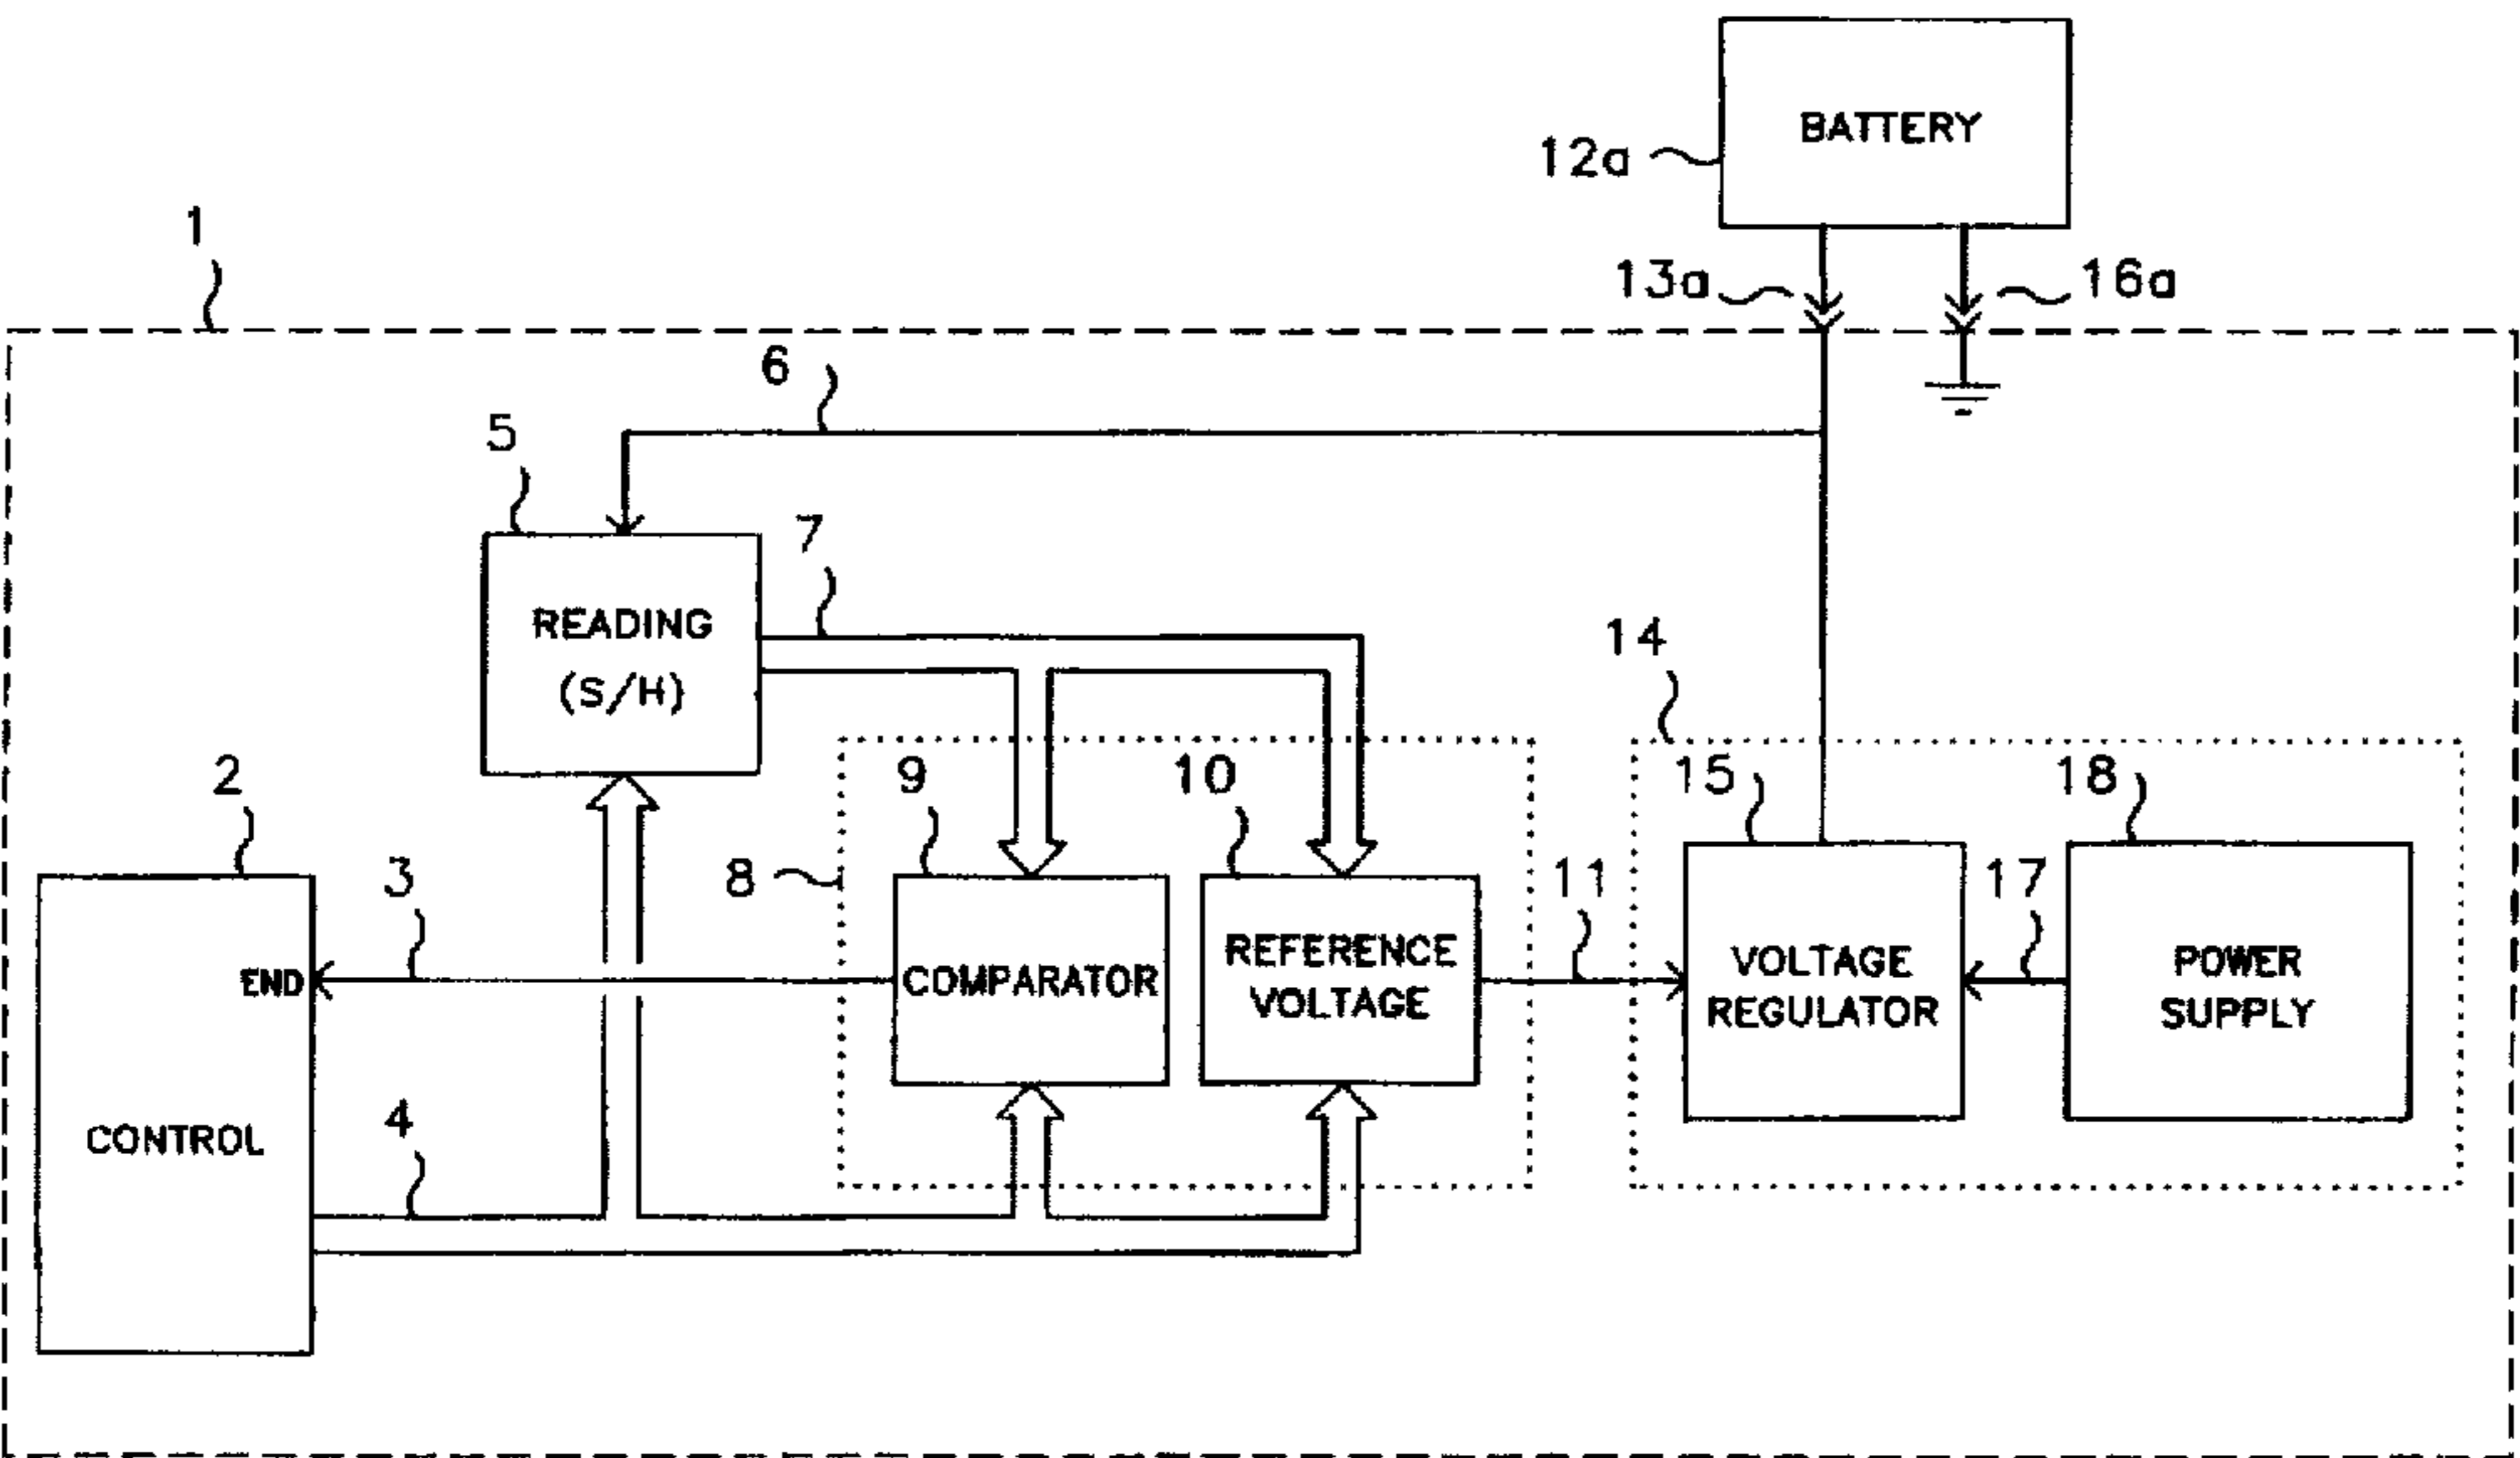 BATTERY
12a
1
13a
16a
6
5
7
READING
(S/H)
14
2
9
10
15
18
3
8
11
17
END
COMPARATOR
REFERENCE
VOLTAGE
VOLTAGE
REGULATOR
POWER
SUPPLY
4
CONTROL